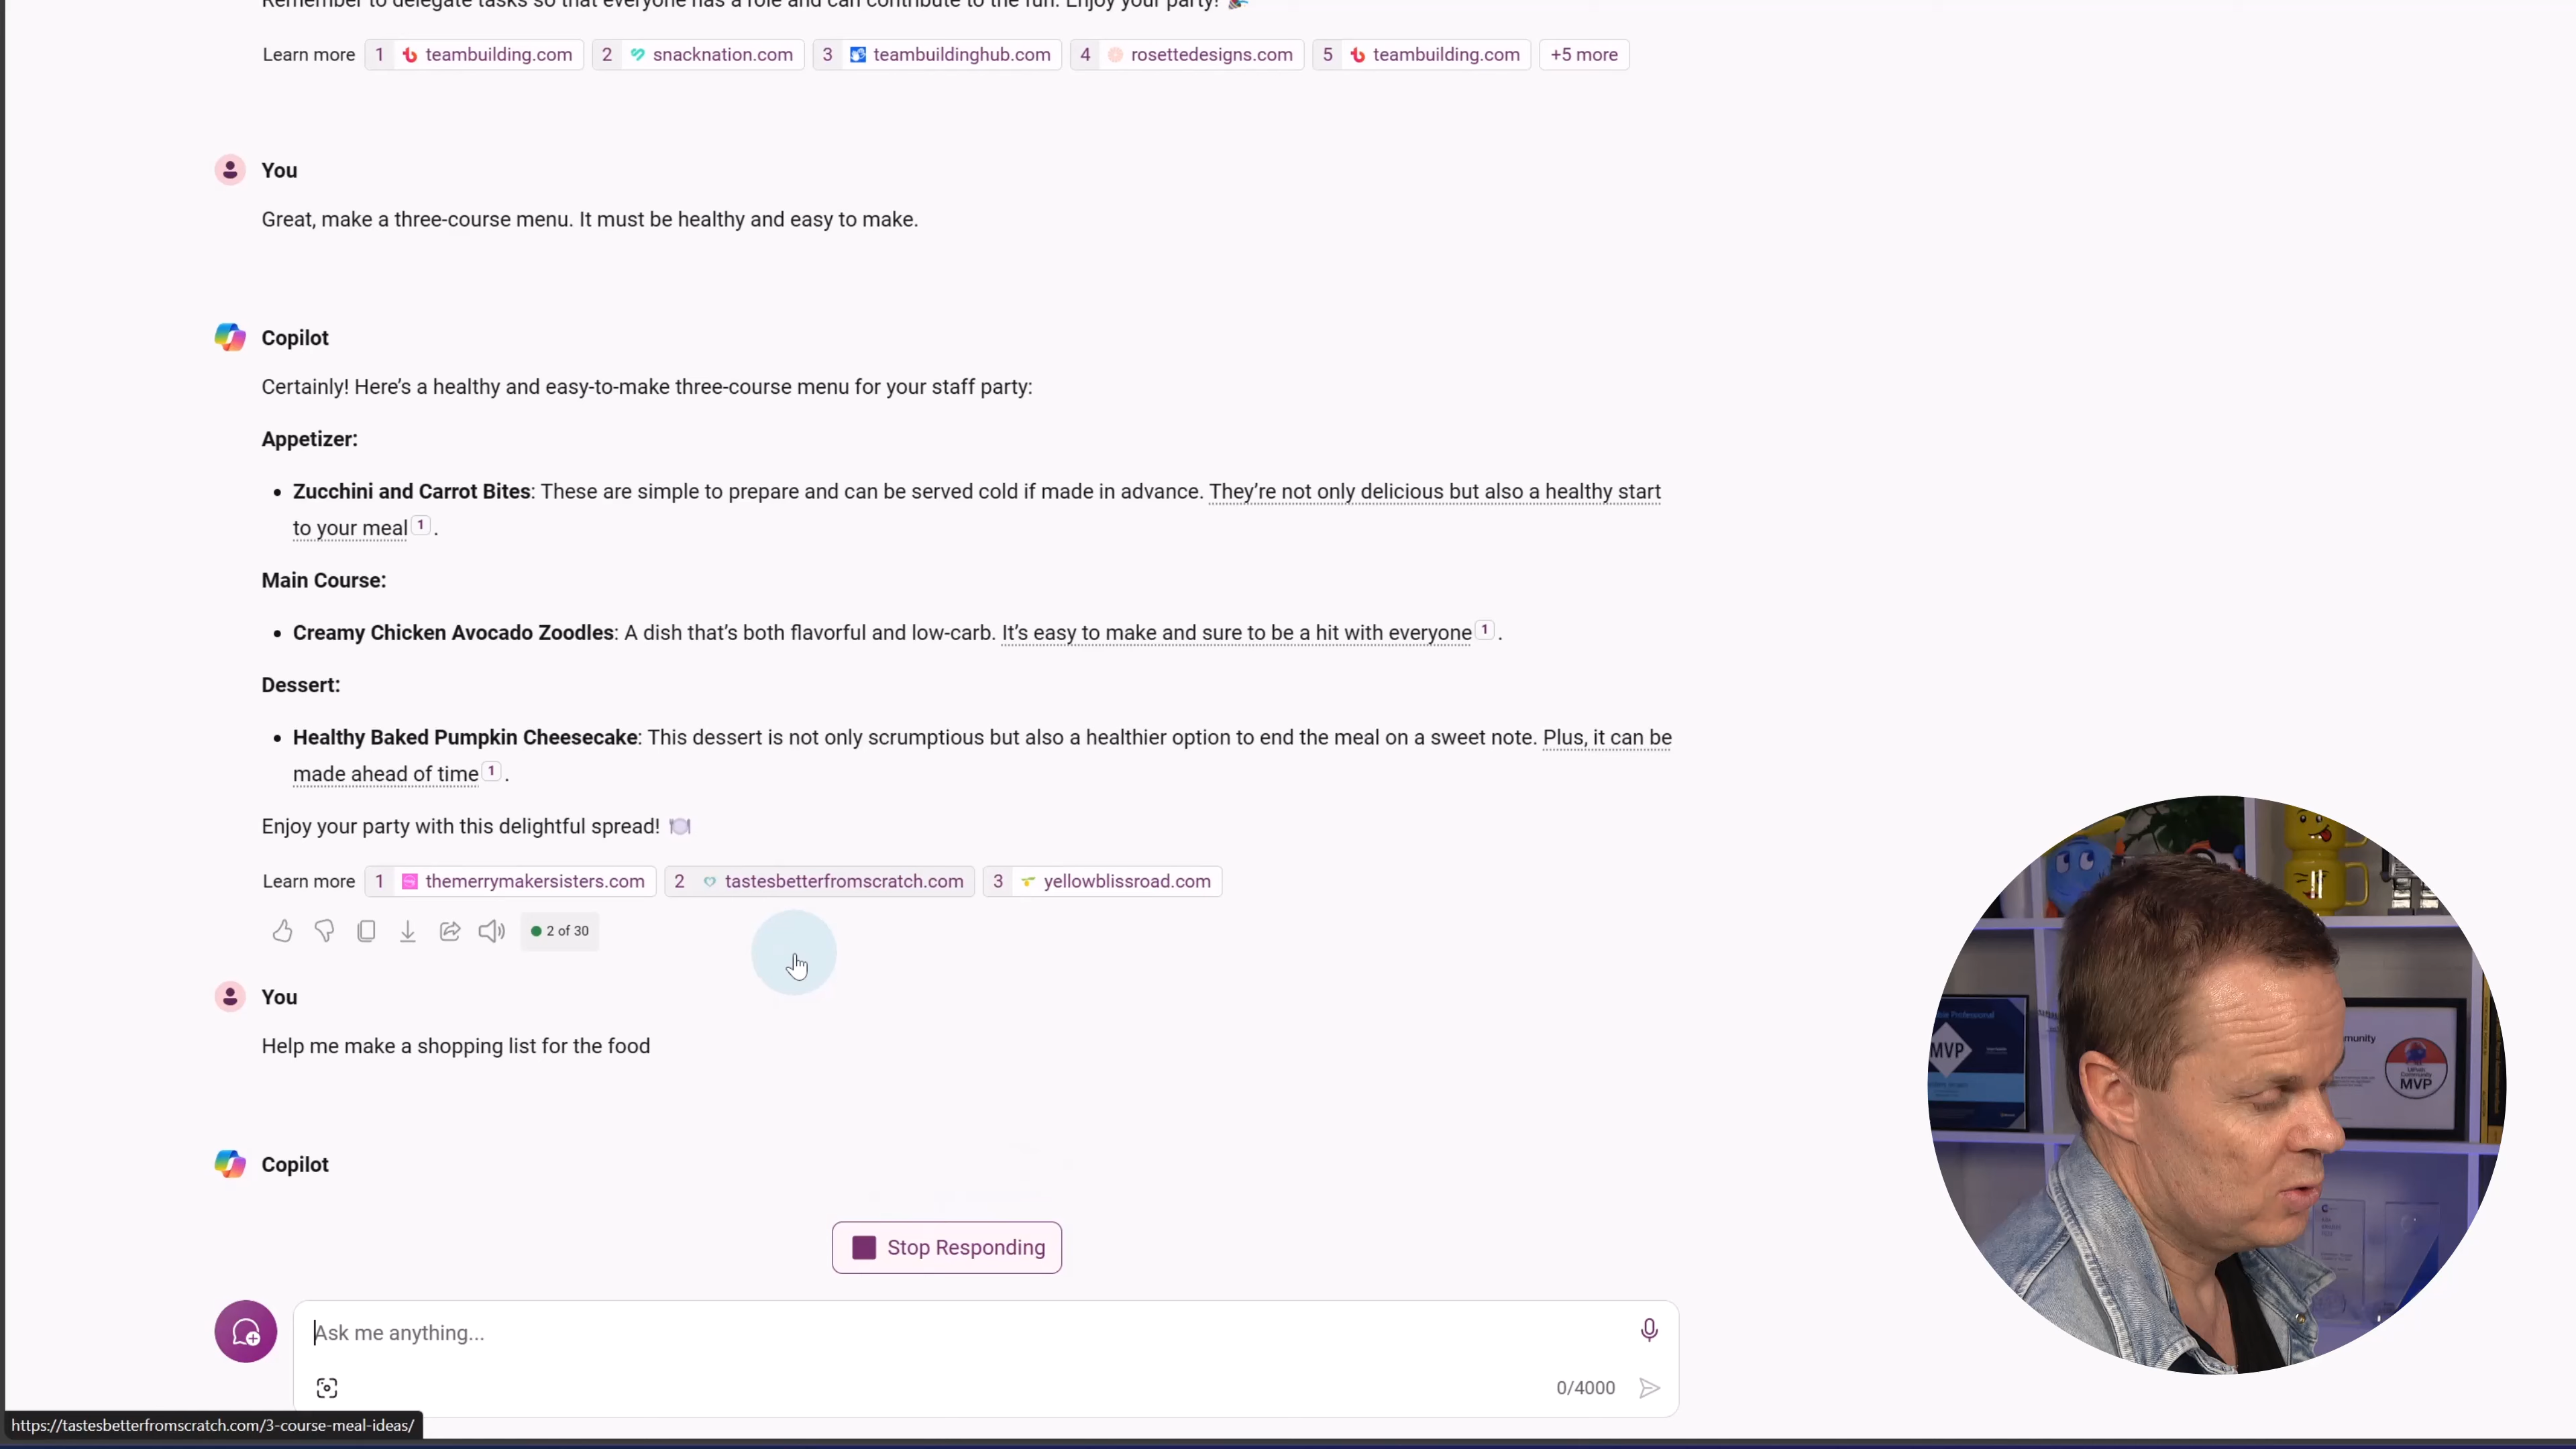 Remember to delegate tasks so that everyone has a role and can contribute to the fun. Enjoy your party!
Learn more 1 teambuilding.com 2 snacknation.com 3 teambuildinghub.com 4 rosettedesigns.com 5 teambuilding.com +5 more
You
Great, make a three-course menu. It must be healthy and easy to make.
Copilot
Certainly! Here’s a healthy and easy-to-make three-course menu for your staff party:
Appetizer:
• Zucchini and Carrot Bites: These are simple to prepare and can be served cold if made in advance. They’re not only delicious but also a healthy start
to your meal 1 .
Main Course:
• Creamy Chicken Avocado Zoodles: A dish that’s both flavorful and low-carb. It’s easy to make and sure to be a hit with everyone 1 .
Dessert:
• Healthy Baked Pumpkin Cheesecake: This dessert is not only scrumptious but also a healthier option to end the meal on a sweet note. Plus, it can be
made ahead of time 1 .
Enjoy your party with this delightful spread! 🍽️
Learn more 1 themerrymakersisters.com 2 tastesbetterfromscratch.com 3 yellowblissroad.com
2 of 30
You
Help me make a shopping list for the food
Copilot
Stop Responding
Ask me anything...
0/4000
https://tastesbetterfromscratch.com/3-course-meal-ideas/
Professional
MVP
MVP